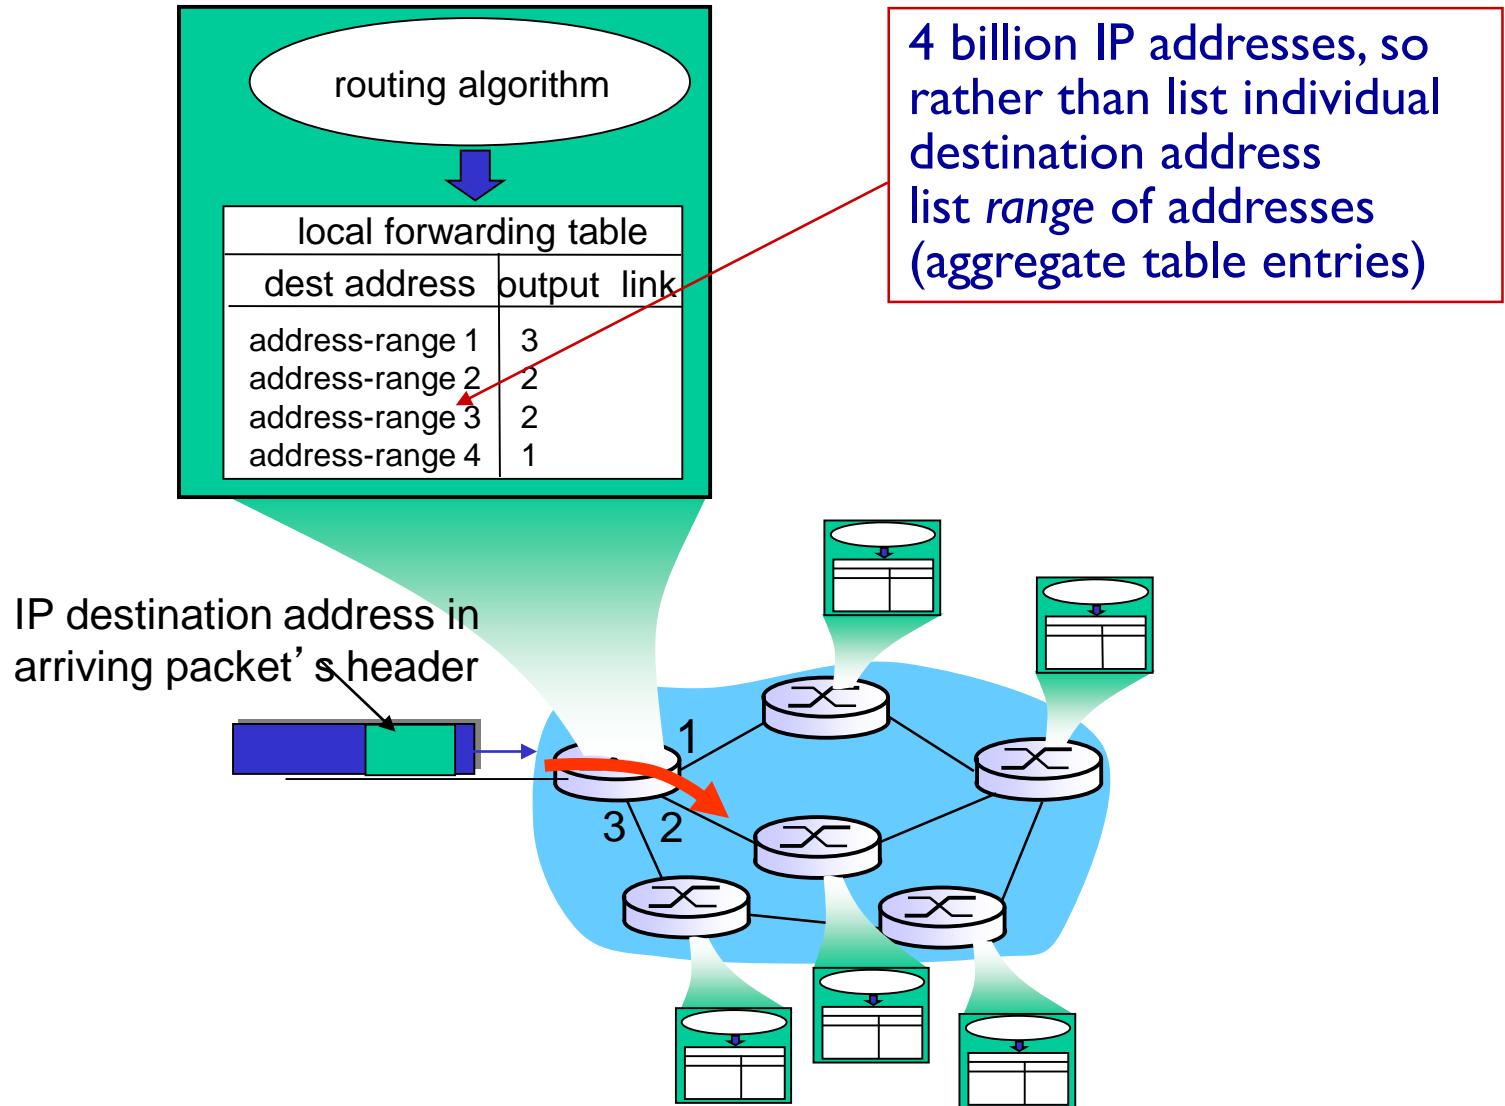 routing algorithm
local forwarding table
dest address output link
address-range 1 3
address-range 2 2
address-range 3 2
address-range 4 1
4 billion IP addresses, so
rather than list individual
destination address
list range of addresses
(aggregate table entries)
IP destination address in
arriving packet’s header
1
3 2